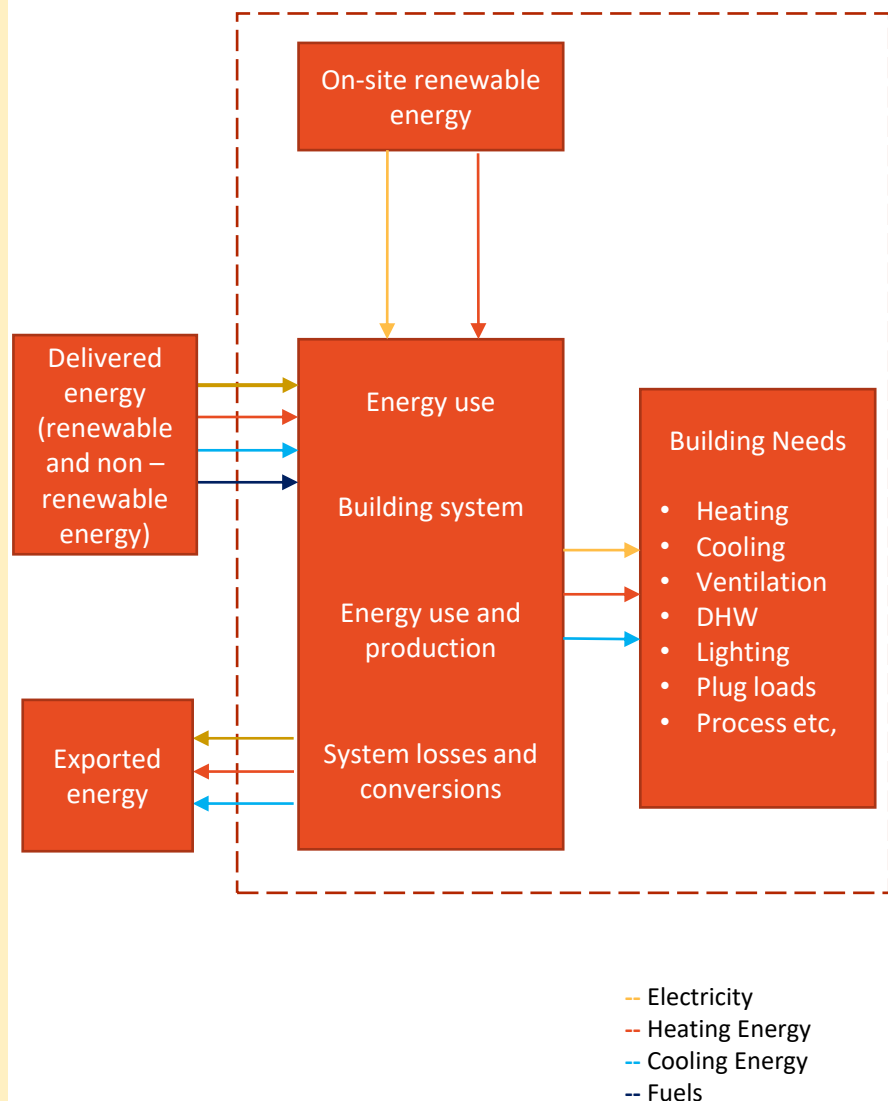 On-site renewable
energy
Delivered
energy
(renewable
and non –
renewable
energy)
Energy use
Building system
Energy use and
production
System losses and
conversions
Building Needs
• Heating
• Cooling
• Ventilation
• DHW
• Lighting
• Plug loads
• Process etc,
Exported
energy
-- Electricity
-- Heating Energy
-- Cooling Energy
-- Fuels